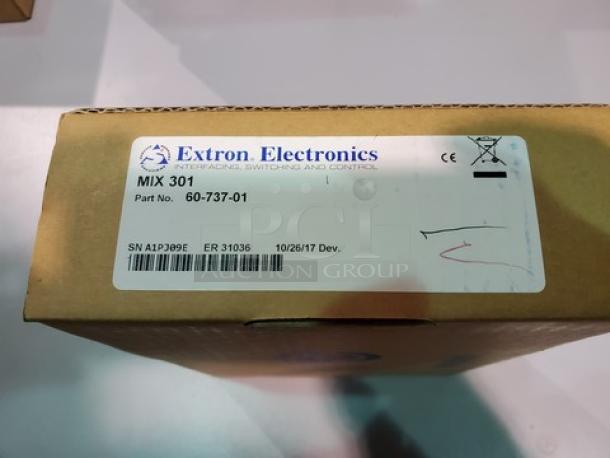 Extron. Electronics
INTERFACING, SWITCHING AND CONTROL
CE
MIX 301
Part No. 60-737-01
PCI
SN A1PJ09E ER 31036 10/26/17 Dev.
AUCTION GROUP